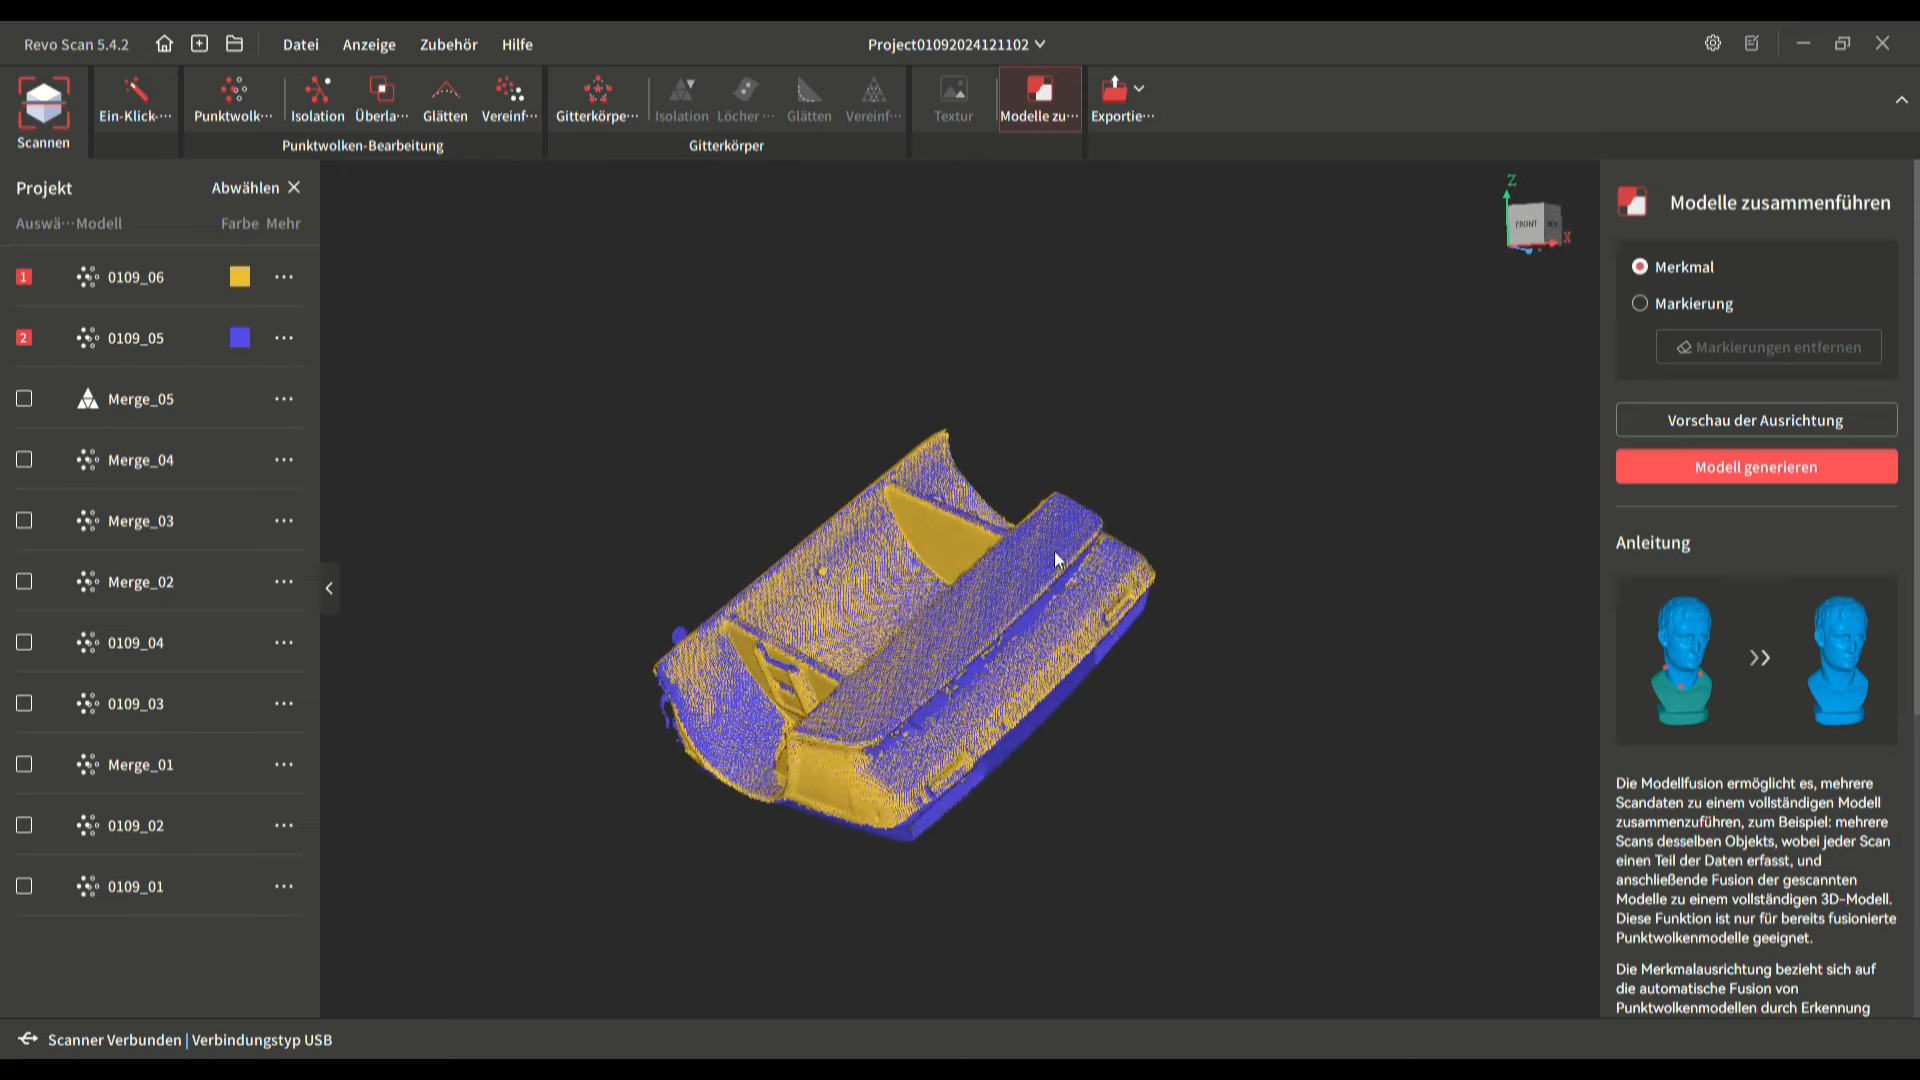 Revo Scan 5.4.2
Datei
Anzeige
Zubehör
Hilfe
Project01092024121102
Scannen
Ein-Klick-···
Punktwolk···
Isolation
Überla···
Glätten
Vereinf···
Punktwolken-Bearbeitung
Gitterkörpe···
Isolation
Löcher ···
Glätten
Vereinf···
Gitterkörper
Textur
Modelle zu···
Exportie···
Projekt
Abwählen
Auswä···
Modell
Farbe
Mehr
1
0109_06
2
0109_05
Merge_05
Merge_04
Merge_03
Merge_02
0109_04
0109_03
Merge_01
0109_02
0109_01
Z
FRONT
X
Modelle zusammenführen
Merkmal
Markierung
Markierungen entfernen
Vorschau der Ausrichtung
Modell generieren
Anleitung
Die Modellfusion ermöglicht es, mehrere
Scandaten zu einem vollständigen Modell
zusammenzuführen, zum Beispiel: mehrere
Scans desselben Objekts, wobei jeder Scan
einen Teil der Daten erfasst, und
anschließende Fusion der gescannten
Modelle zu einem vollständigen 3D-Modell.
Diese Funktion ist nur für bereits fusionierte
Punktwolkenmodelle geeignet.
Die Merkmalausrichtung bezieht sich auf
die automatische Fusion von
Punktwolkenmodellen durch Erkennung
Scanner Verbunden | Verbindungstyp USB